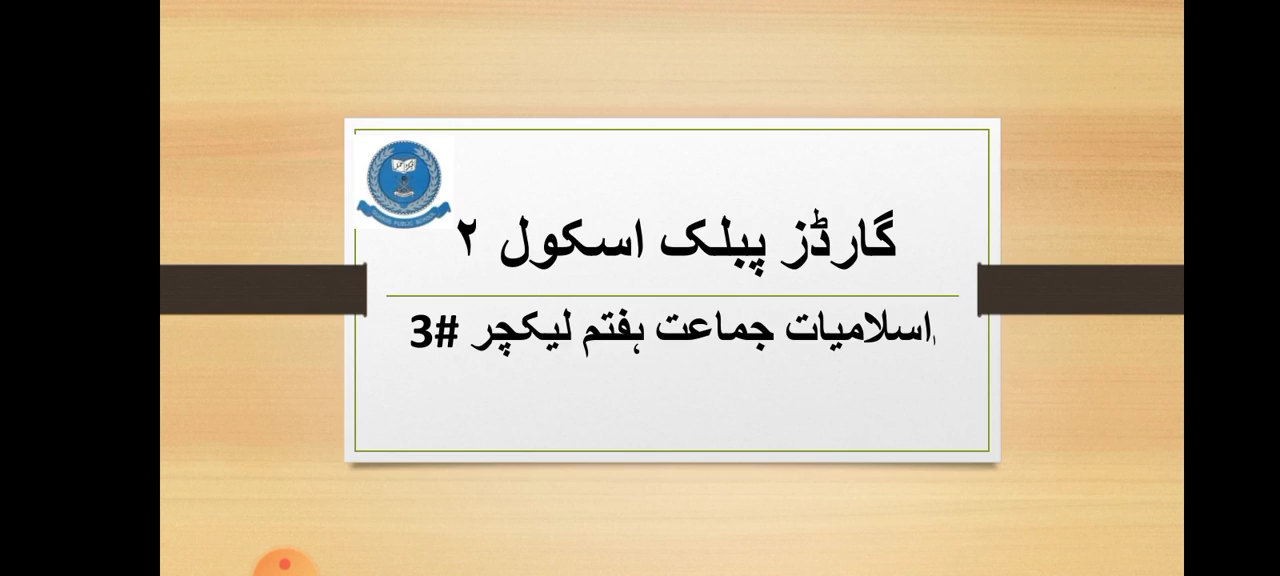 گارڈز پبلک اسکول ۲
اسلامیات جماعت ہفتم لیکچر #3